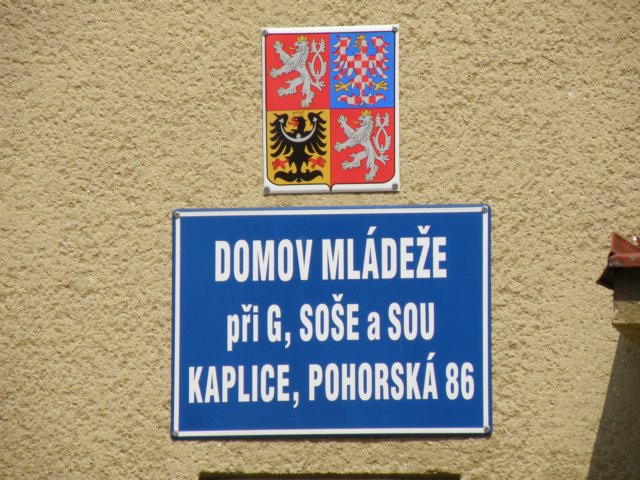 DOMOV MLÁDEŽE
při G, SOŠE a SOU
KAPLICE, POHORSKÁ 86